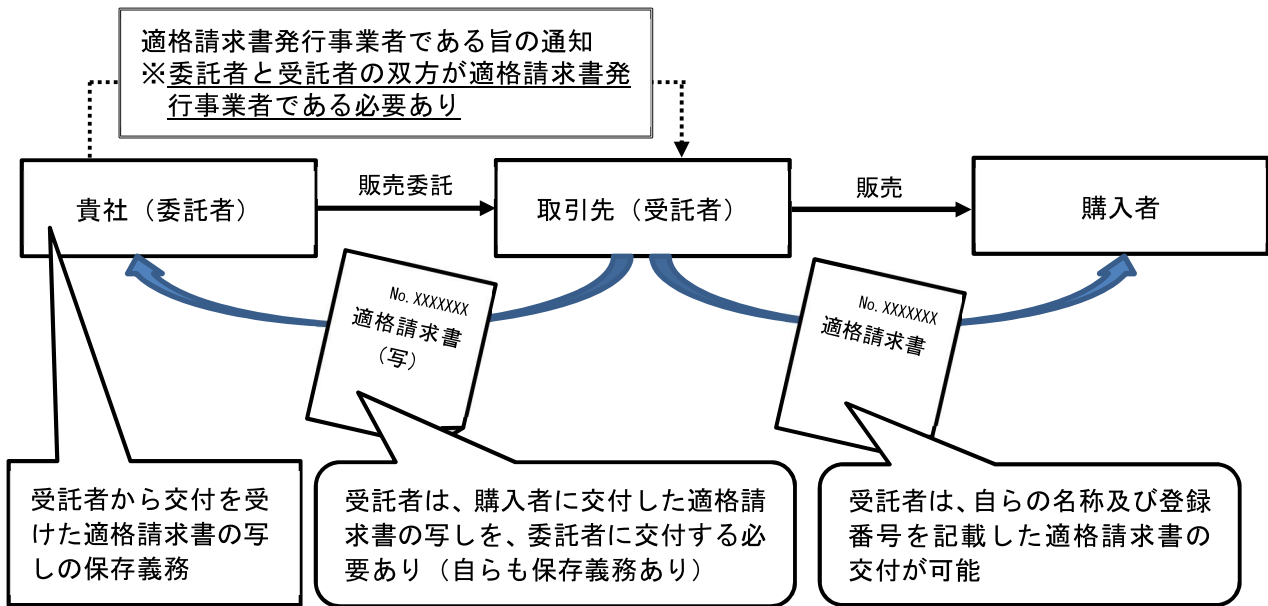 適格請求書発行事業者である旨の通知
※委託者と受託者の双方が適格請求書発
行事業者である必要あり
貴社(委託者)
販売委託
取引先(受託者)
販売
購入者
No. XXXXXXX
適格請求書
(写)
No. XXXXXXX
適格請求書
受託者から交付を受
けた適格請求書の写
しの保存義務
受託者は、購入者に交付した適格請
求書の写しを、委託者に交付する必
要あり(自らも保存義務あり)
受託者は、自らの名称及び登録
番号を記載した適格請求書の
交付が可能